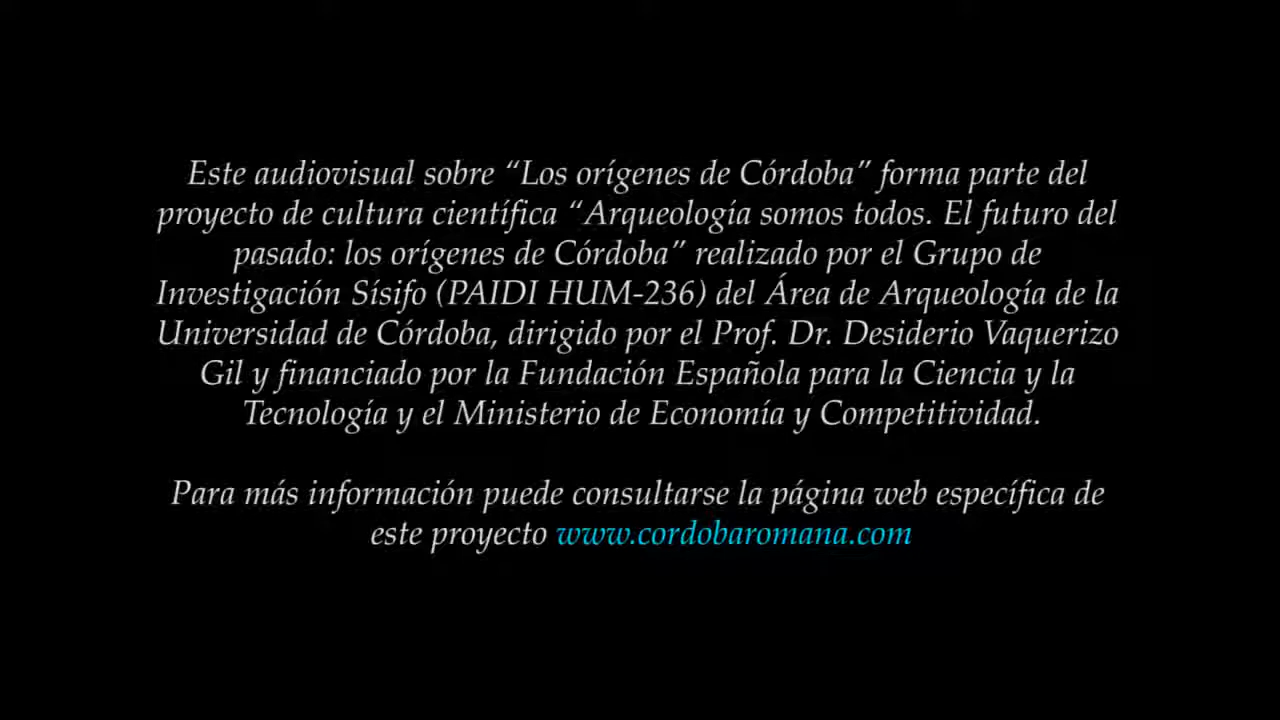 Este audiovisual sobre “Los orígenes de Córdoba” forma parte del
proyecto de cultura científica “Arqueología somos todos. El futuro del
pasado: los orígenes de Córdoba” realizado por el Grupo de
Investigación Sísifo (PAIDI HUM-236) del Área de Arqueología de la
Universidad de Córdoba, dirigido por el Prof. Dr. Desiderio Vaquerizo
Gil y financiado por la Fundación Española para la Ciencia y la
Tecnología y el Ministerio de Economía y Competitividad.
Para más información puede consultarse la página web específica de
este proyecto www.cordobaromana.com